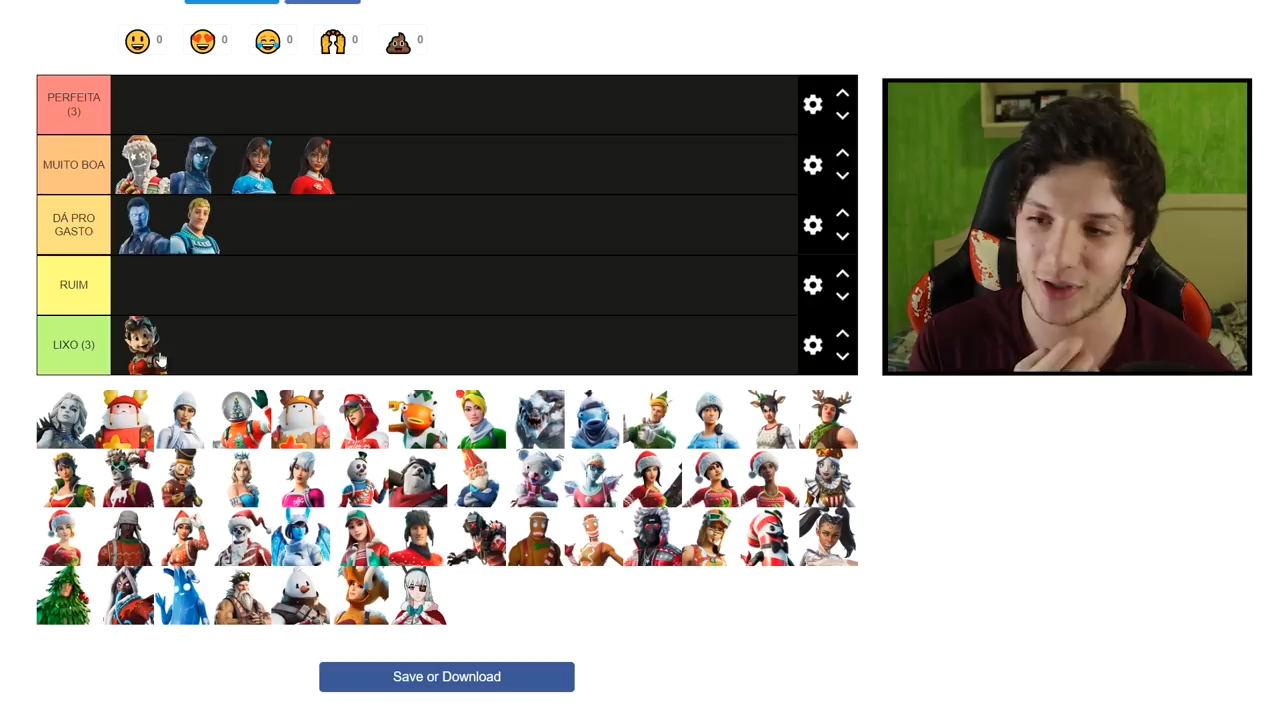 0 0 0 0 0
PERFEITA
(3)
MUITO BOA
DÁ PRO
GASTO
RUIM
LIXO (3)
Save or Download